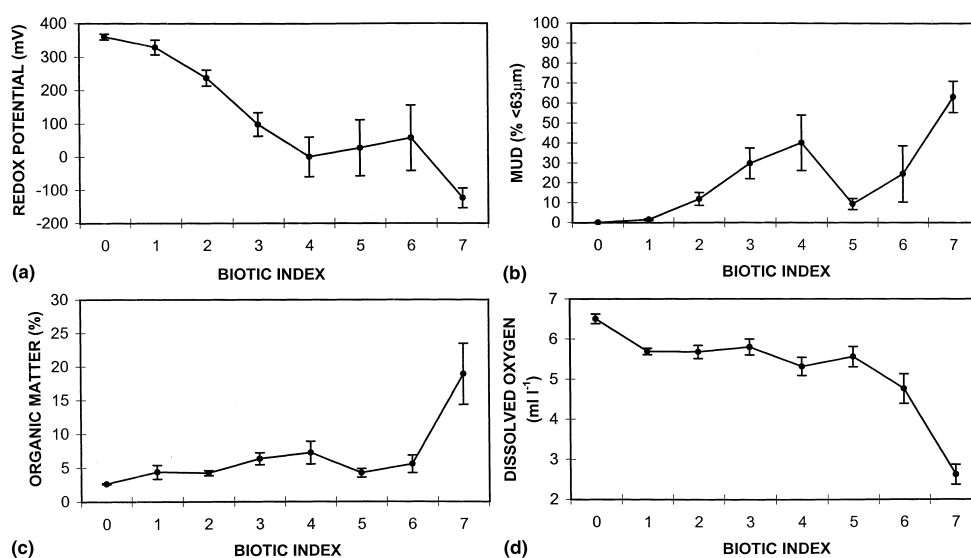 REDOX POTENTIAL (mV)
400
300
200
100
0
-100
-200
0 1 2 3 4 5 6 7
(a)
BIOTIC INDEX
MUD (% <63μm)
100
90
80
70
60
50
40
30
20
10
0
0 1 2 3 4 5 6 7
(b)
BIOTIC INDEX
ORGANIC MATTER (%)
30
25
20
15
10
5
0
0 1 2 3 4 5 6 7
(c)
BIOTIC INDEX
DISSOLVED OXYGEN
(ml l⁻¹)
7
6
5
4
3
2
0 1 2 3 4 5 6 7
(d)
BIOTIC INDEX